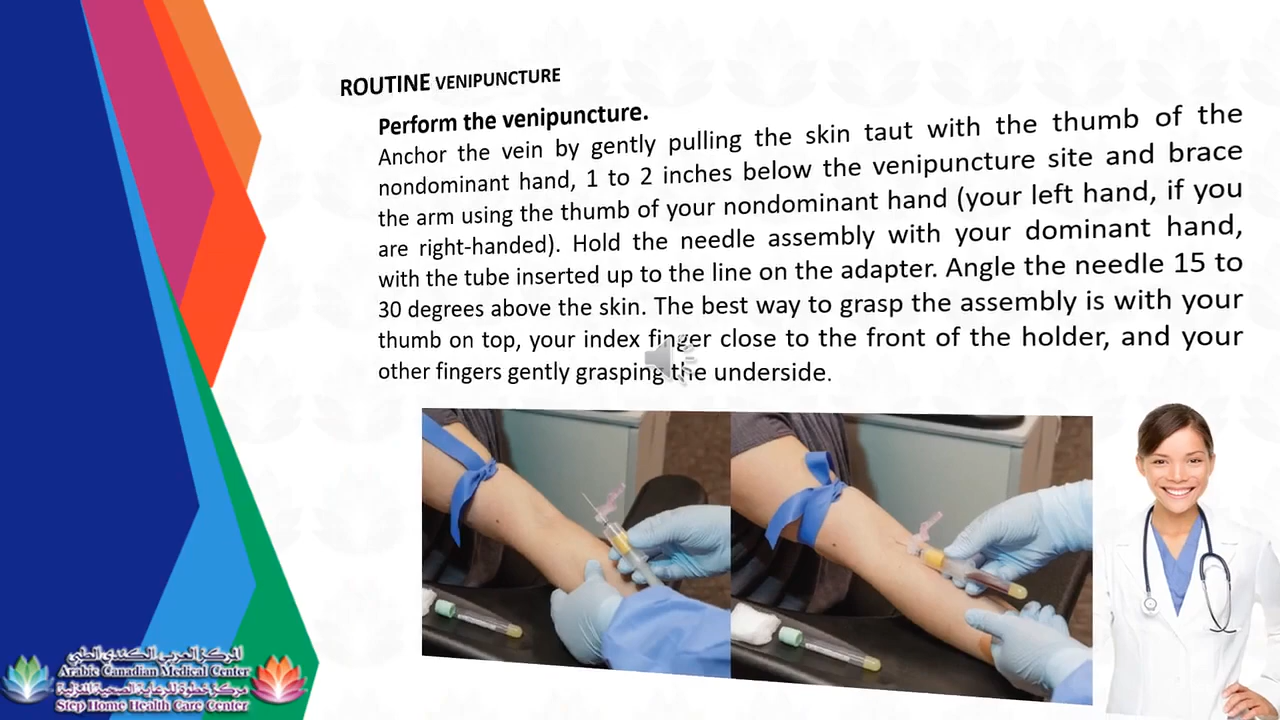 ROUTINE VENIPUNCTURE
Perform the venipuncture.
Anchor the vein by gently pulling the skin taut with the thumb of the
nondominant hand, 1 to 2 inches below the venipuncture site and brace
the arm using the thumb of your nondominant hand (your left hand, if you
are right-handed). Hold the needle assembly with your dominant hand,
with the tube inserted up to the line on the adapter. Angle the needle 15 to
30 degrees above the skin. The best way to grasp the assembly is with your
thumb on top, your index finger close to the front of the holder, and your
other fingers gently grasping the underside.
المركز العربي الكندي الطبي
Arabic Canadian Medical Center
مركز خطوة للرعاية الصحية المنزلية
Step Home Health Care Center